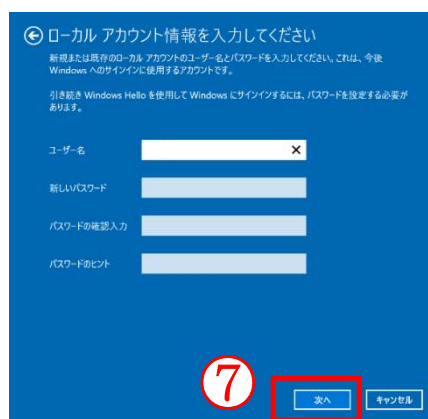 ローカル アカウント情報を入力してください
新規または既存のローカル アカウントのユーザー名とパスワードを入力してください。これは、今後
Windows へのサインインに使用するアカウントです。
引き続き Windows Hello を使用して Windows にサインインするには、パスワードを設定する必要が
あります。
ユーザー名
新しいパスワード
パスワードの確認入力
パスワードのヒント
⑦
次へ キャンセル